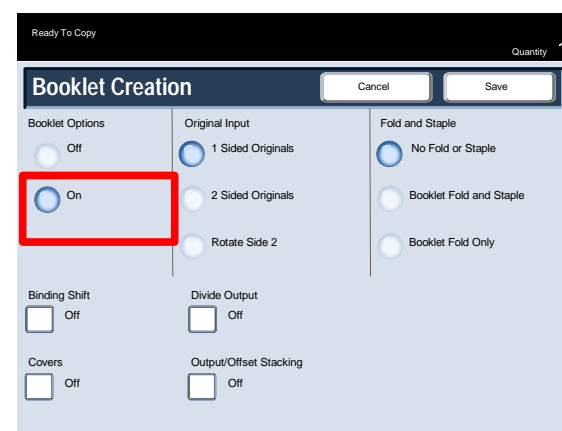 Ready To Copy
Quantity
Booklet Creation
Cancel
Save
Booklet Options
Original Input
Fold and Staple
Off
1 Sided Originals
No Fold or Staple
On
2 Sided Originals
Booklet Fold and Staple
Rotate Side 2
Booklet Fold Only
Binding Shift
Divide Output
Off
Off
Covers
Output/Offset Stacking
Off
Off